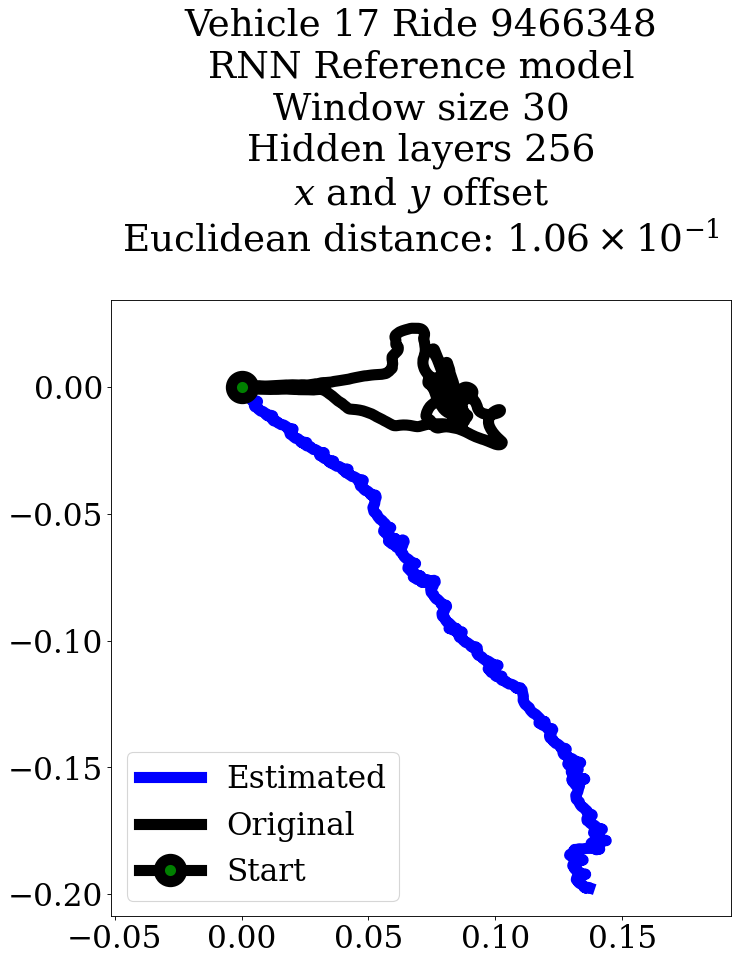 Vehicle 17 Ride 9466348
RNN Reference model
Window size 30
Hidden layers 256
x and y offset
Euclidean distance: 1.06 × 10⁻¹
0.00
−0.05
−0.10
−0.15
−0.20
Estimated
Original
Start
−0.05 0.00 0.05 0.10 0.15